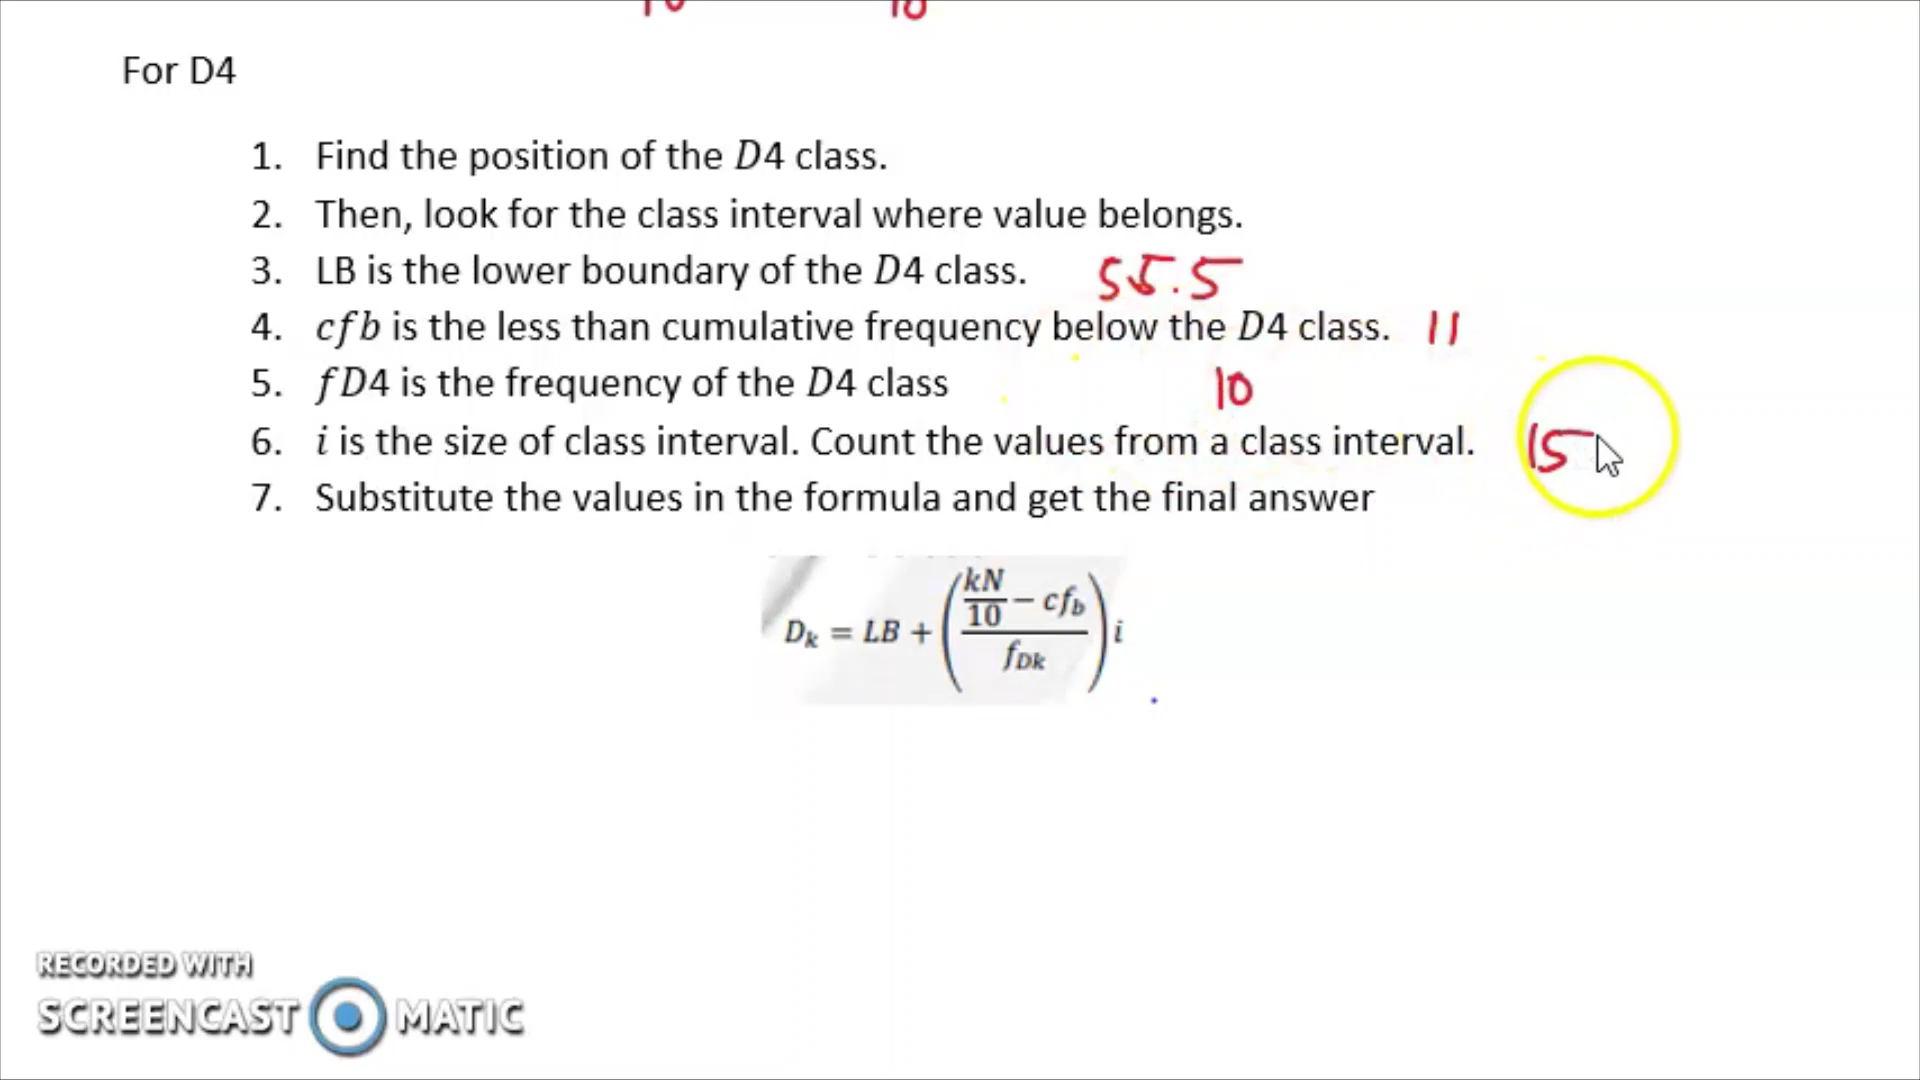 10 10
For D4
1. Find the position of the D4 class.
2. Then, look for the class interval where value belongs.
3. LB is the lower boundary of the D4 class. 55.5
4. cfb is the less than cumulative frequency below the D4 class. 11
5. fD4 is the frequency of the D4 class 10
6. i is the size of class interval. Count the values from a class interval. 15
7. Substitute the values in the formula and get the final answer
D_k = LB + ( (kN/10 − cf_b) / f_Dk ) i
RECORDED WITH
SCREENCAST MATIC